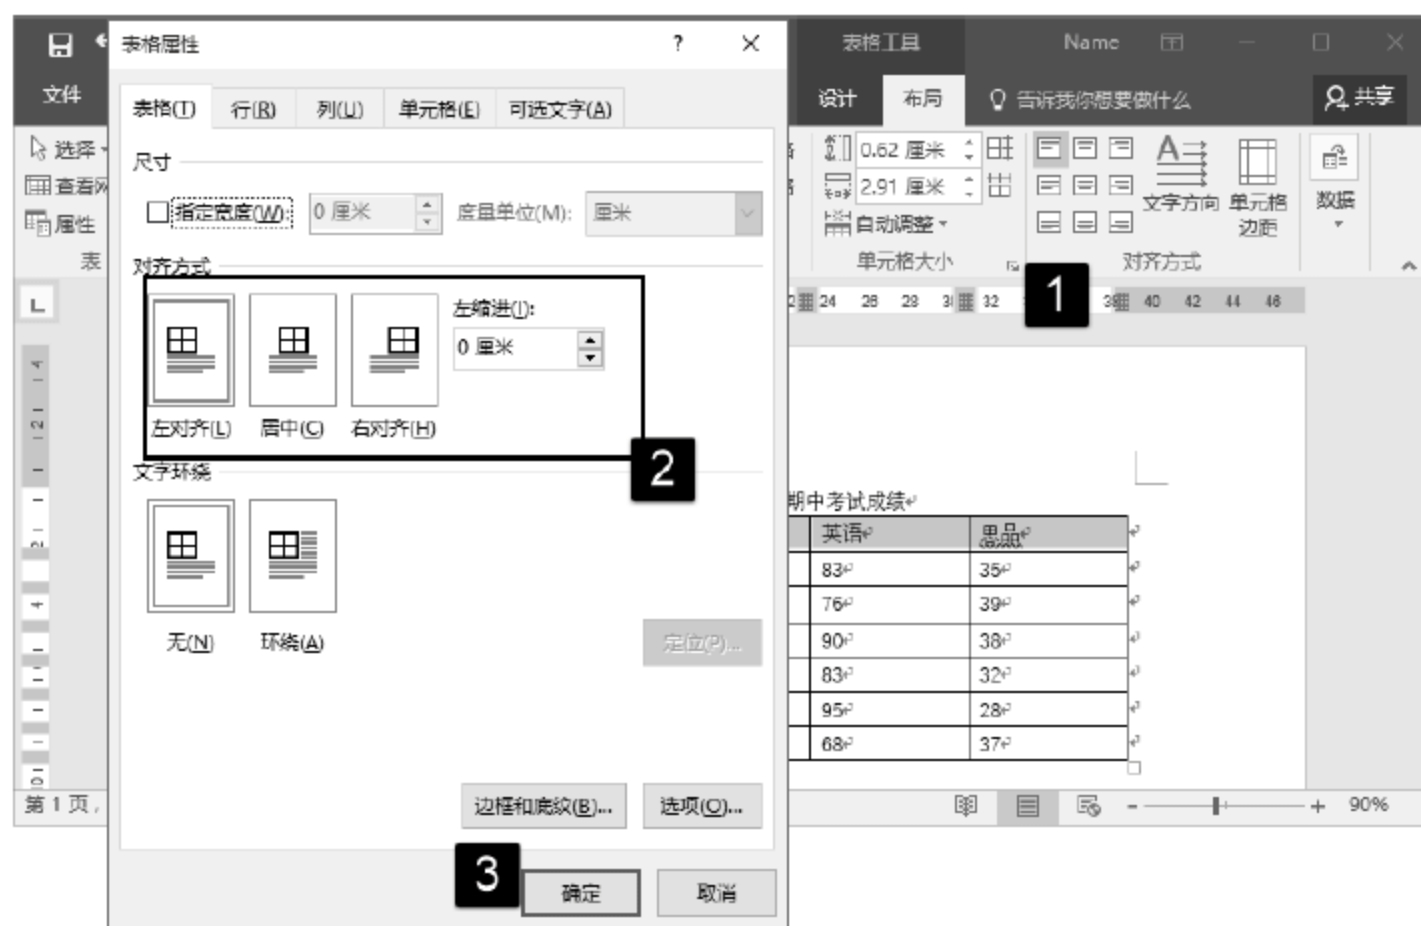 表格属性
?
表格工具
Name
文件
表格(T)
行(R)
列(U)
单元格(E)
可选文字(A)
设计
布局
告诉我你想要做什么
共享
选择
查看网
属性
表
尺寸
指定宽度(W):
0 厘米
度量单位(M):
厘米
0.62 厘米
2.91 厘米
自动调整
单元格大小
文字方向
单元格
边距
对齐方式
数据
对齐方式
左缩进(I):
0 厘米
左对齐(L)
居中(C)
右对齐(H)
1
24 26 28 32 40 42 44 46
2
文字环绕
无(N)
环绕(A)
定位(P)...
期中考试成绩
英语 思品
83 35
76 39
90 38
83 32
95 28
68 37
边框和底纹(B)...
选项(O)...
第 1 页，
90%
3
确定
取消